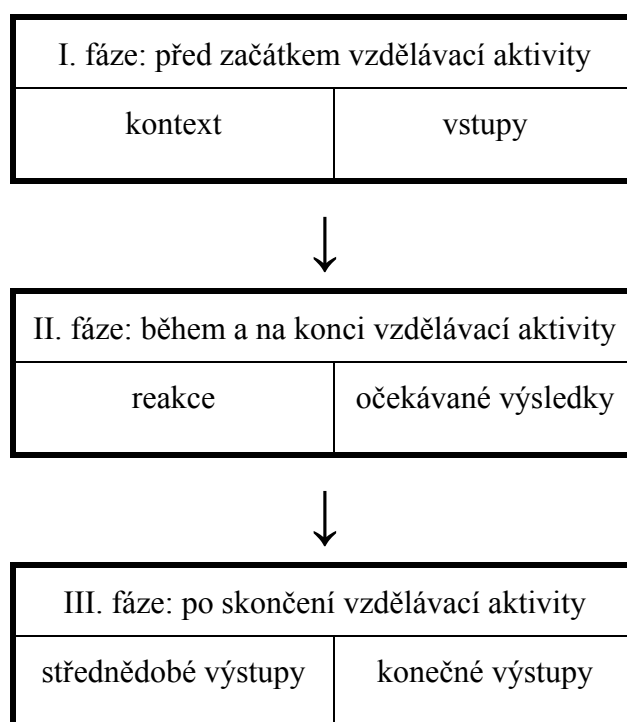 I. fáze: před začátkem vzdělávací aktivity
kontext vstupy
II. fáze: během a na konci vzdělávací aktivity
reakce očekávané výsledky
III. fáze: po skončení vzdělávací aktivity
střednědobé výstupy konečné výstupy